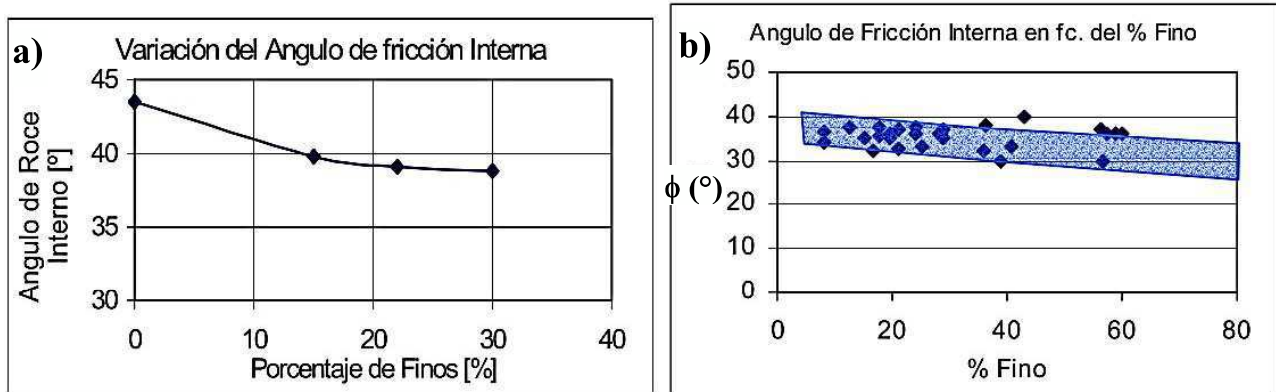 a)
Variación del Angulo de fricción Interna
Angulo de Roce
Interno [°]
45
40
35
30
0
10
20
30
40
Porcentaje de Finos [%]
b)
Angulo de Fricción Interna en fc. del % Fino
ϕ (°)
50
40
30
20
10
0
0
20
40
60
80
% Fino